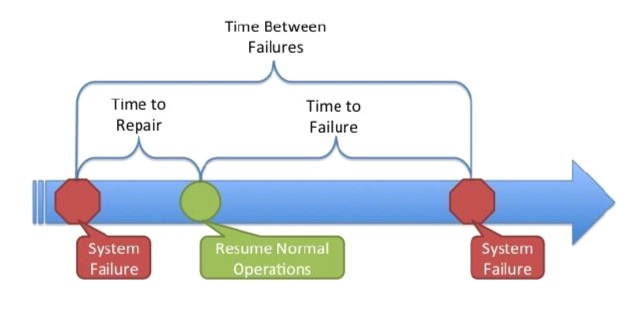 Time Between
Failures
Time to
Repair
Time to
Failure
System
Failure
Resume Normal
Operations
System
Failure